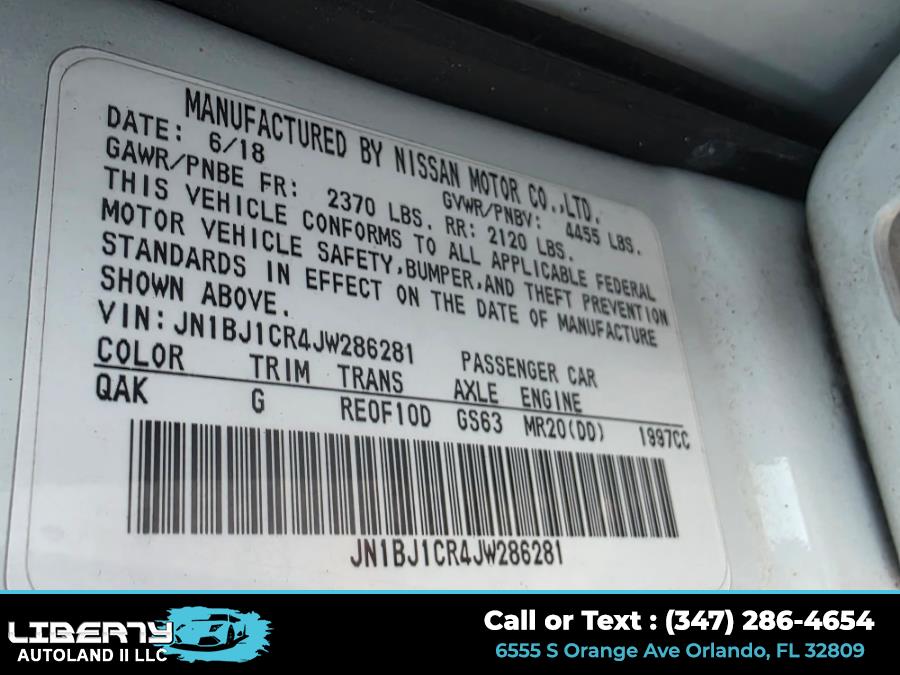 MANUFACTURED BY NISSAN MOTOR CO.,LTD.
DATE: 6/18 GVWR/PNBV: 4455 LBS.
GAWR/PNBE FR: 2370 LBS. RR: 2120 LBS.
THIS VEHICLE CONFORMS TO ALL APPLICABLE FEDERAL
MOTOR VEHICLE SAFETY,BUMPER,AND THEFT PREVENTION
STANDARDS IN EFFECT ON THE DATE OF MANUFACTURE
SHOWN ABOVE.
VIN:JN1BJ1CR4JW286281 PASSENGER CAR
COLOR TRIM TRANS AXLE ENGINE
QAK G RE0F10D GS63 MR20(DD) 1997CC
JN1BJ1CR4JW286281
LIBERTY
AUTOLAND II LLC
Call or Text : (347) 286-4654
6555 S Orange Ave Orlando, FL 32809